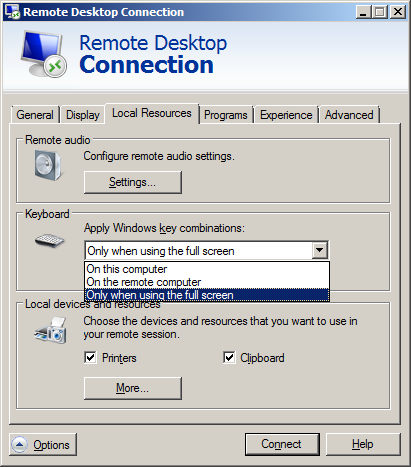 Remote Desktop Connection
Remote Desktop
Connection
General Display Local Resources Programs Experience Advanced
Remote audio
Configure remote audio settings.
Settings...
Keyboard
Apply Windows key combinations:
Only when using the full screen
On this computer
On the remote computer
Only when using the full screen
Local devices and resources
Choose the devices and resources that you want to use in
your remote session.
Printers Clipboard
More...
Options Connect Help